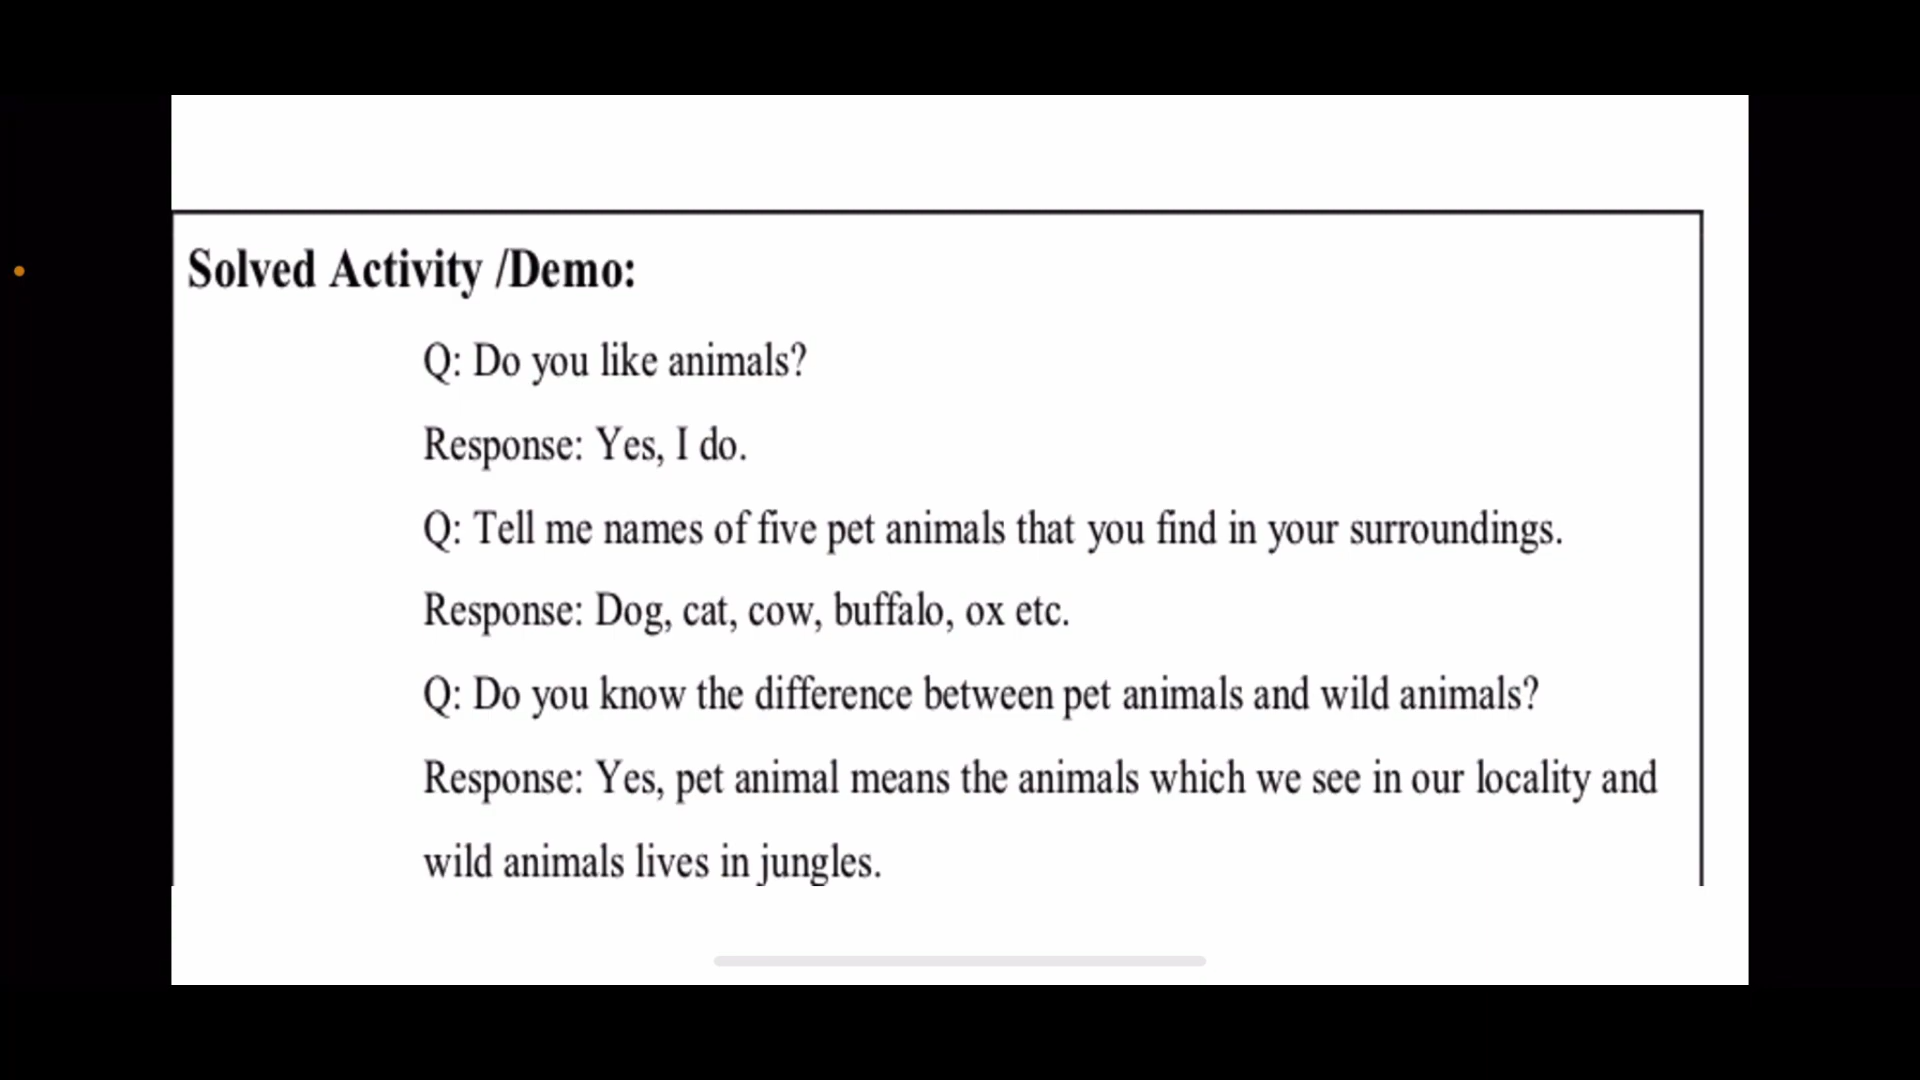 Solved Activity /Demo:
Q: Do you like animals?
Response: Yes, I do.
Q: Tell me names of five pet animals that you find in your surroundings.
Response: Dog, cat, cow, buffalo, ox etc.
Q: Do you know the difference between pet animals and wild animals?
Response: Yes, pet animal means the animals which we see in our locality and
wild animals lives in jungles.